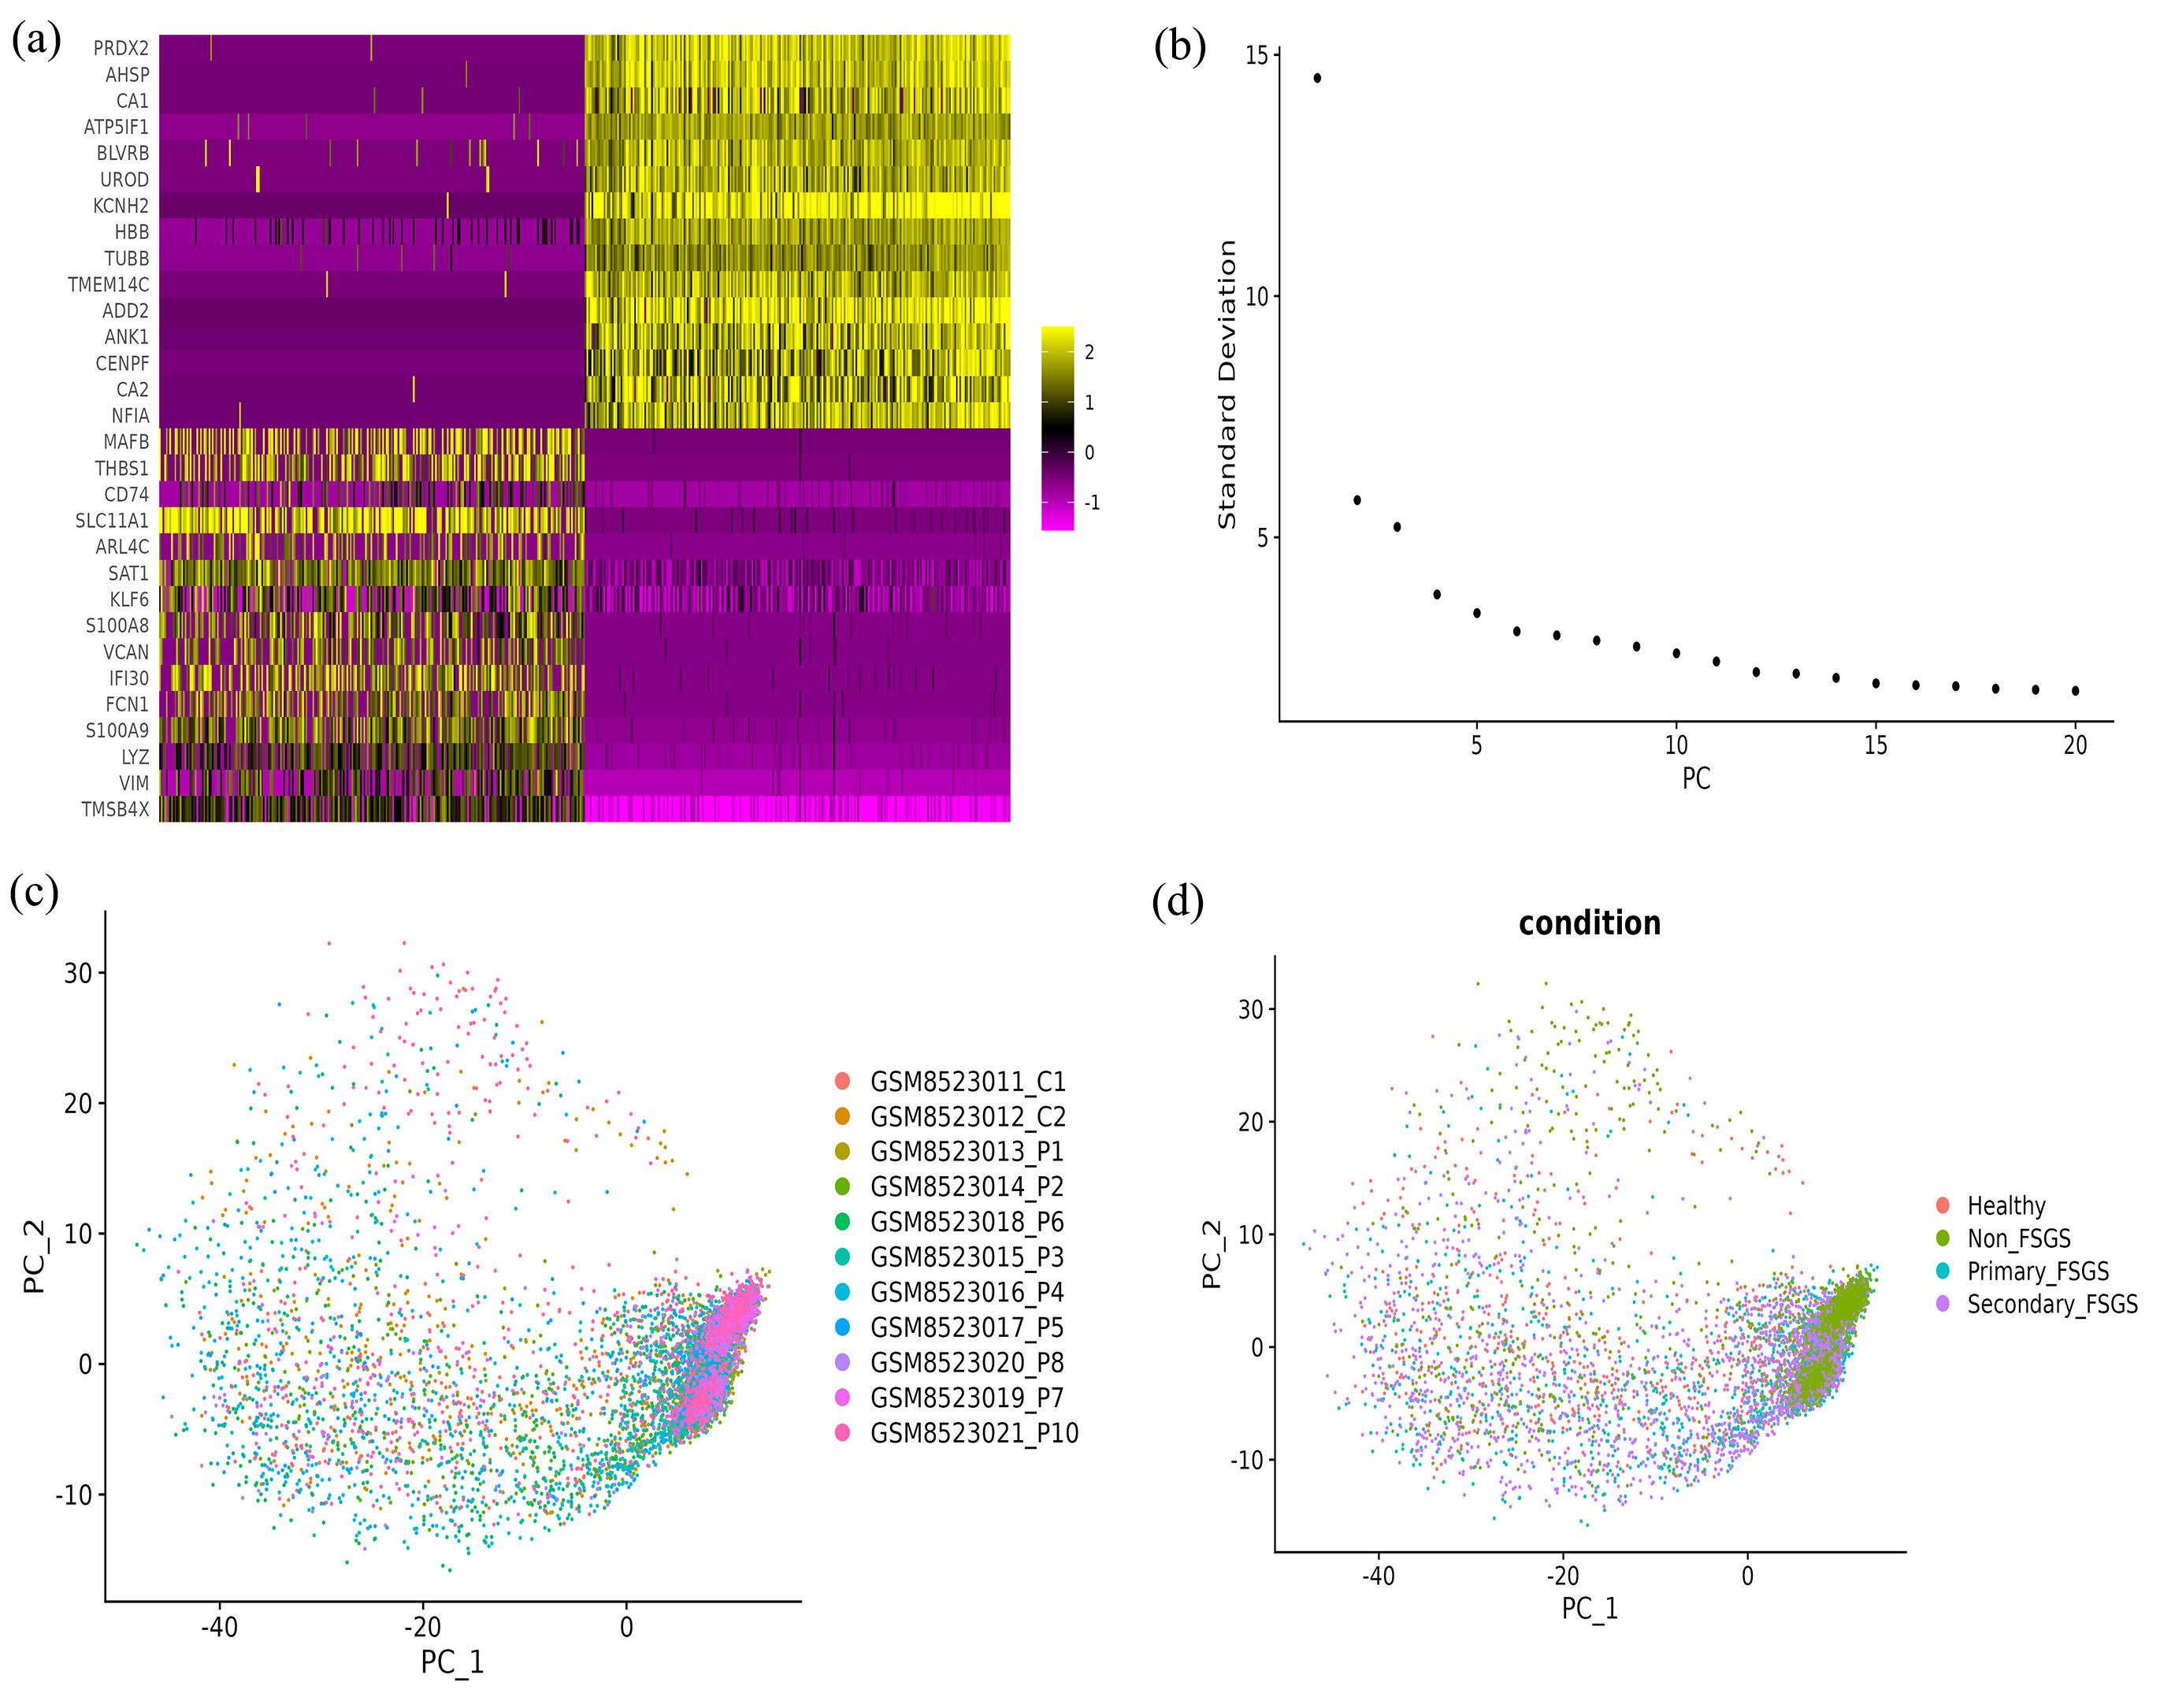 (a)
PRDX2
AHSP
CA1
ATP5IF1
BLVRB
UROD
KCNH2
HBB
TUBB
TMEM14C
ADD2
ANK1
CENPF
CA2
NFIA
MAFB
THBS1
CD74
SLC11A1
ARL4C
SAT1
KLF6
S100A8
VCAN
IFI30
FCN1
S100A9
LYZ
VIM
TMSB4X
2
1
0
-1
(b)
15
10
5
Standard Deviation
5 10 15 20
PC
(c)
30
20
10
0
-10
PC_2
-40 -20 0
PC_1
GSM8523011_C1
GSM8523012_C2
GSM8523013_P1
GSM8523014_P2
GSM8523018_P6
GSM8523015_P3
GSM8523016_P4
GSM8523017_P5
GSM8523020_P8
GSM8523019_P7
GSM8523021_P10
(d)
condition
30
20
10
0
-10
PC_2
-40 -20 0
PC_1
Healthy
Non_FSGS
Primary_FSGS
Secondary_FSGS